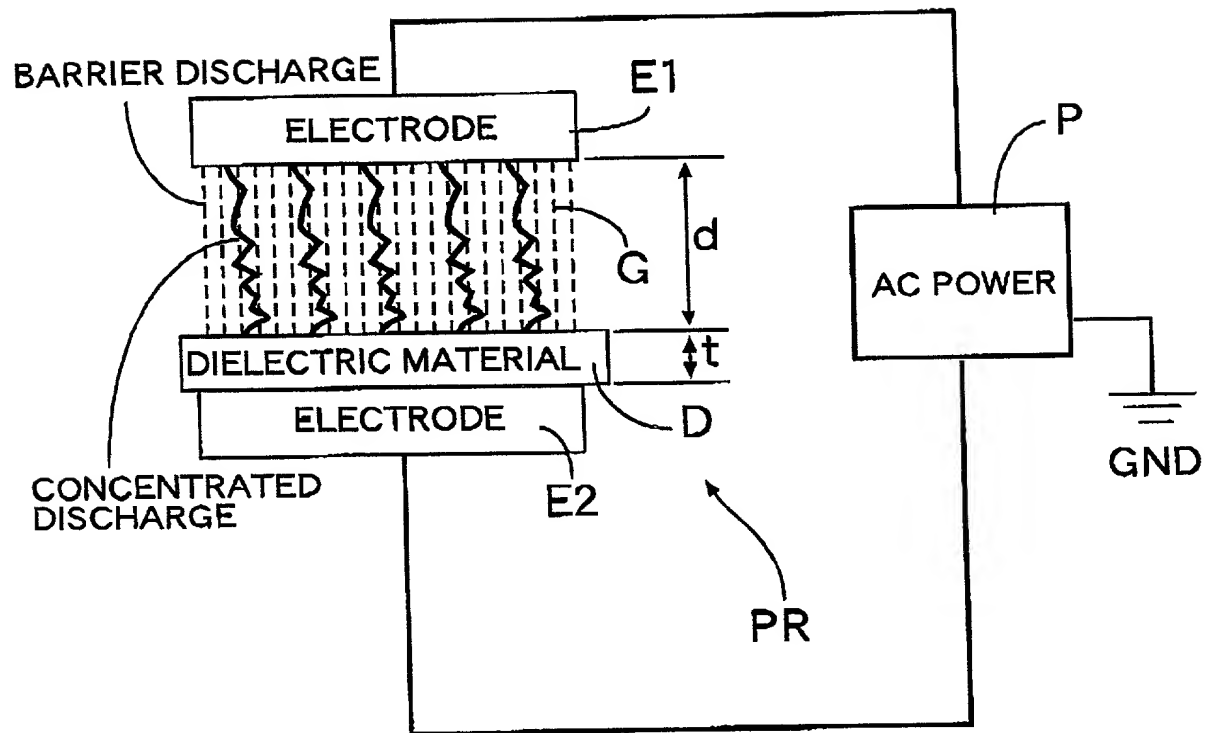 BARRIER DISCHARGE
E1
ELECTRODE
P
d
G
AC POWER
DIELECTRIC MATERIAL
t
ELECTRODE
D
GND
CONCENTRATED
DISCHARGE
E2
PR